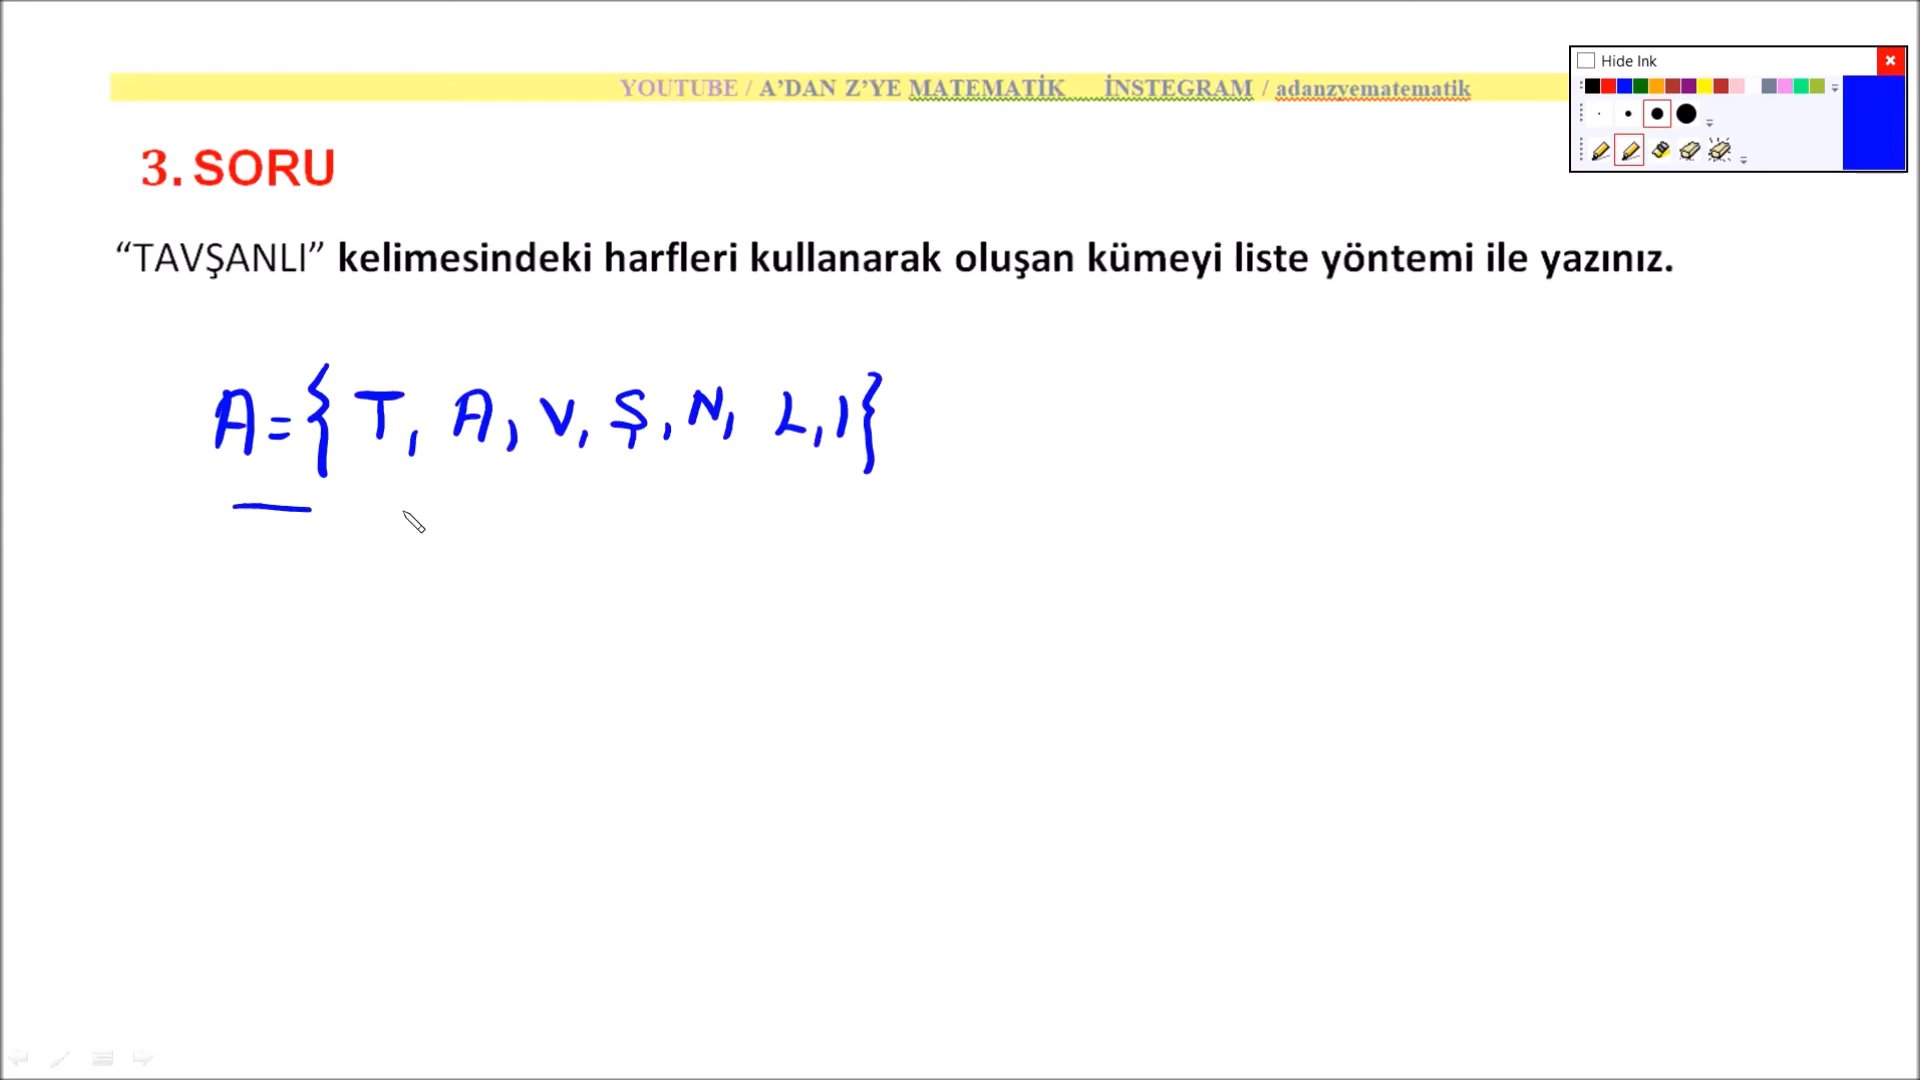 Hide Ink
YOUTUBE / A’DAN Z’YE MATEMATİK İNSTEGRAM / adanzyematematik
3. SORU
“TAVŞANLI” kelimesindeki harfleri kullanarak oluşan kümeyi liste yöntemi ile yazınız.
A={ T, A, V, Ş, N, L, I}